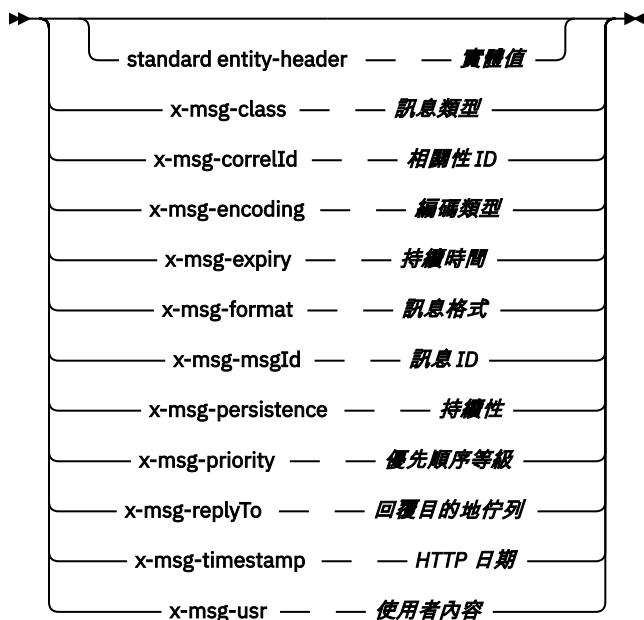 standard entity-header 實體值
x-msg-class 訊息類型
x-msg-correlId 相關性 ID
x-msg-encoding 編碼類型
x-msg-expiry 持續時間
x-msg-format 訊息格式
x-msg-msgId 訊息 ID
x-msg-persistence 持續性
x-msg-priority 優先順序等級
x-msg-replyTo 回覆目的地佇列
x-msg-timestamp HTTP 日期
x-msg-usr 使用者內容